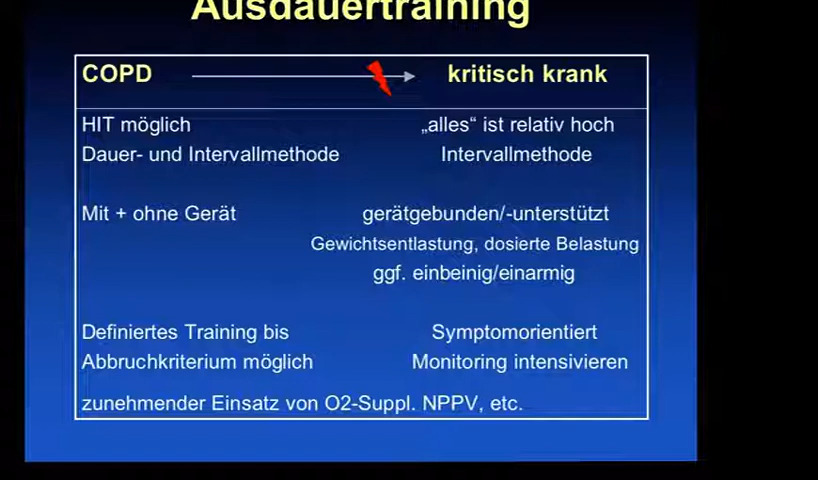 Ausdauertraining
COPD kritisch krank
HIT möglich „alles“ ist relativ hoch
Dauer- und Intervallmethode Intervallmethode
Mit + ohne Gerät gerätgebunden/-unterstützt
Gewichtsentlastung, dosierte Belastung
ggf. einbeinig/einarmig
Definiertes Training bis Symptomorientiert
Abbruchkriterium möglich Monitoring intensivieren
zunehmender Einsatz von O2-Suppl. NPPV, etc.